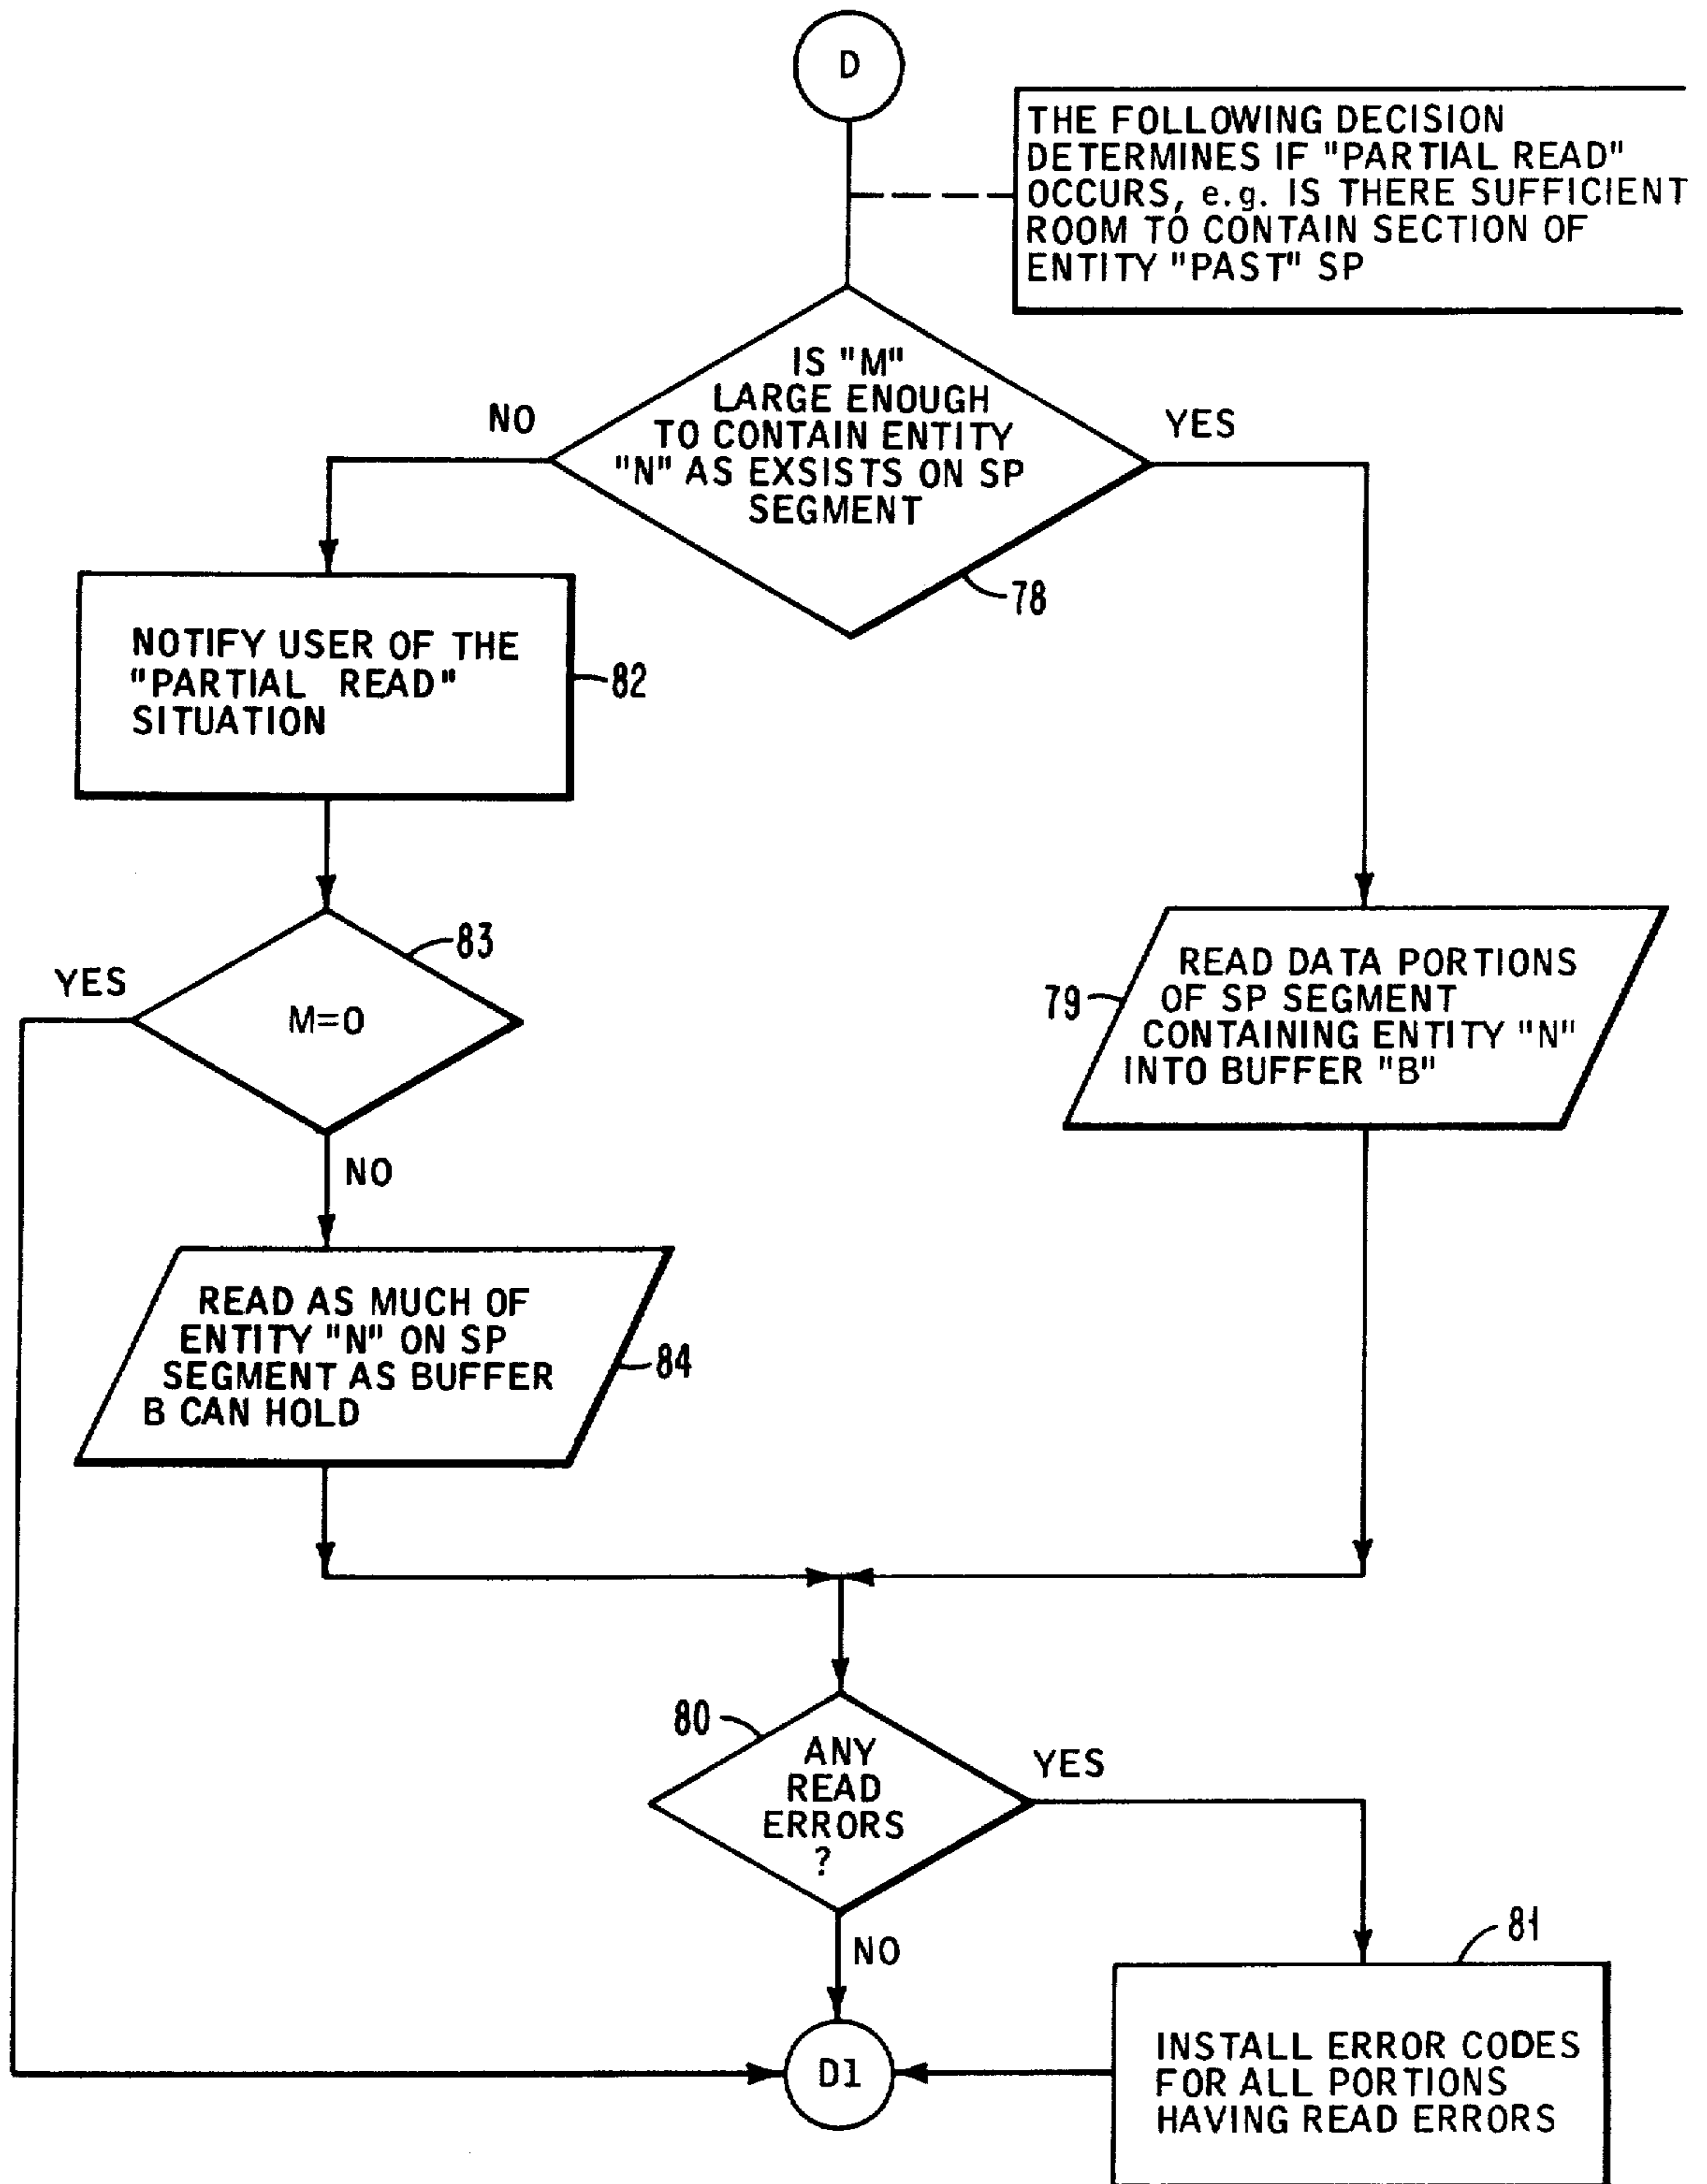 D
THE FOLLOWING DECISION
DETERMINES IF "PARTIAL READ"
OCCURS, e.g. IS THERE SUFFICIENT
ROOM TO CONTAIN SECTION OF
ENTITY "PAST" SP
IS "M"
LARGE ENOUGH
TO CONTAIN ENTITY
"N" AS EXSISTS ON SP
SEGMENT
NO
YES
78
NOTIFY USER OF THE
"PARTIAL READ"
SITUATION
82
83
YES
M=0
NO
READ DATA PORTIONS
OF SP SEGMENT
CONTAINING ENTITY "N"
INTO BUFFER "B"
79
READ AS MUCH OF
ENTITY "N" ON SP
SEGMENT AS BUFFER
B CAN HOLD
84
80
ANY
READ
ERRORS
?
YES
NO
81
D1
INSTALL ERROR CODES
FOR ALL PORTIONS
HAVING READ ERRORS